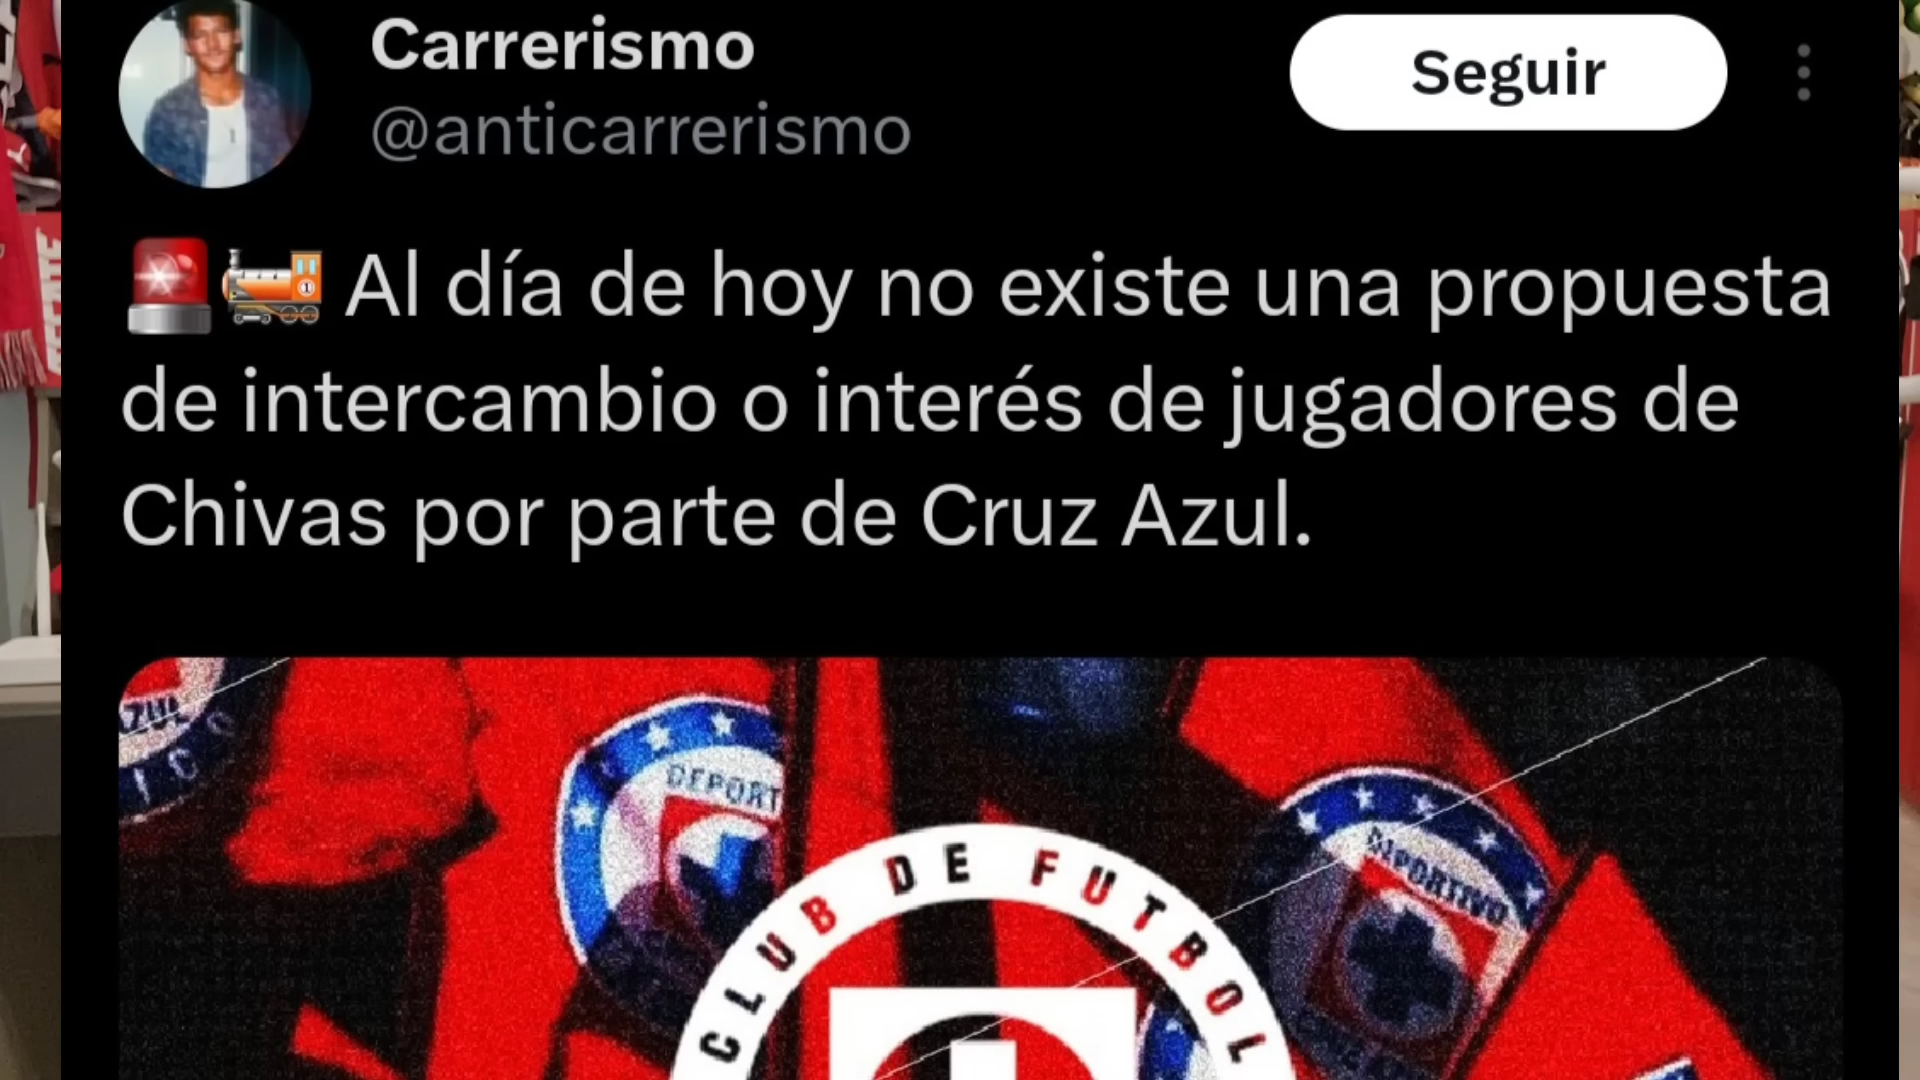 Carrerismo
@anticarrerismo
Seguir
Al día de hoy no existe una propuesta
de intercambio o interés de jugadores de
Chivas por parte de Cruz Azul.
AZUL
DEPORT
DEPORTIVO
CLUB DE FUTBOL